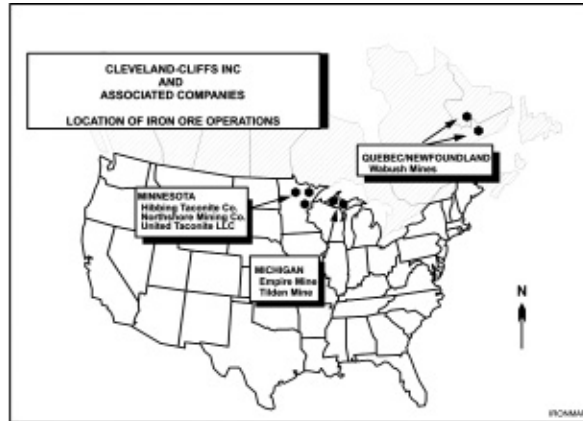 CLEVELAND-CLIFFS INC
AND
ASSOCIATED COMPANIES
LOCATION OF IRON ORE OPERATIONS
QUEBEC/NEWFOUNDLAND
Wabush Mines
MINNESOTA
Hibbing Taconite Co.
Northshore Mining Co.
United Taconite LLC
MICHIGAN
Empire Mine
Tilden Mine
N
IRONMAP